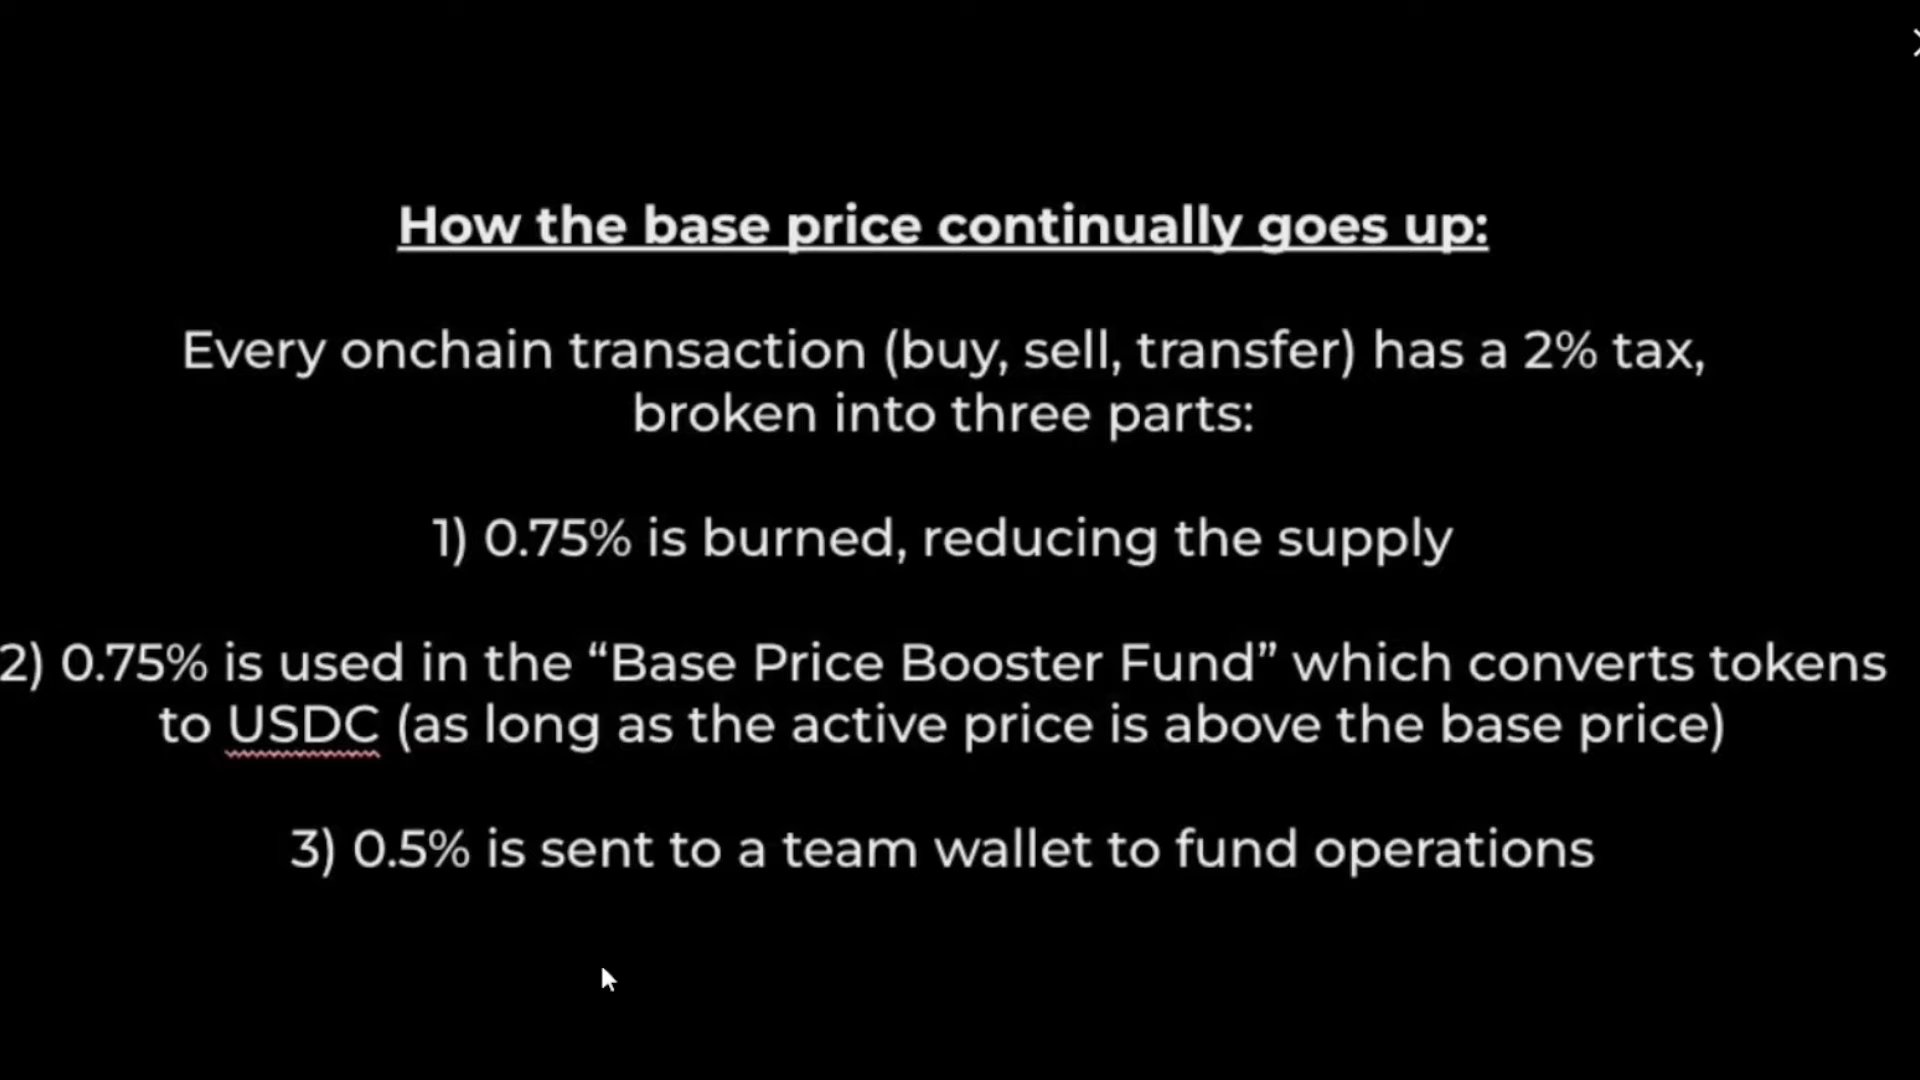 How the base price continually goes up:
Every onchain transaction (buy, sell, transfer) has a 2% tax,
broken into three parts:
1) 0.75% is burned, reducing the supply
2) 0.75% is used in the “Base Price Booster Fund” which converts tokens
to USDC (as long as the active price is above the base price)
3) 0.5% is sent to a team wallet to fund operations